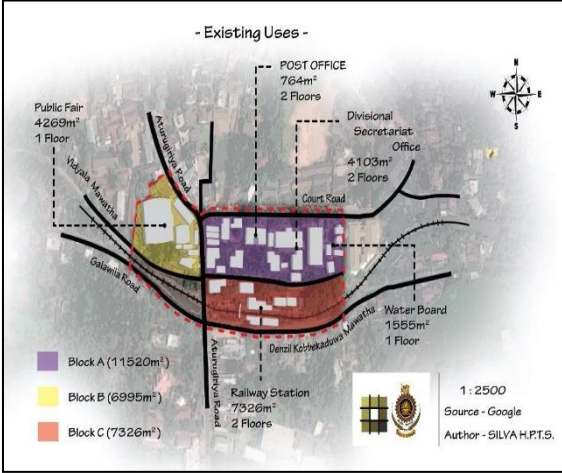 - Existing Uses -
POST OFFICE
764m²
2 Floors
Public Fair
4269m²
1 Floor
Divisional
Secretariat
Office
4103m²
2 Floors
N
W
E
S
Aturugiriya Road
Vidyala Mawatha
Court Road
Galawila Road
Water Board
1555m²
1 Floor
Denzil Kobbekaduwa Mawatha
Aturugiriya Road
Railway Station
7326m²
2 Floors
Block A (11520m²)
Block B (6995m²)
Block C (7326m²)
1 : 2500
Source - Google
Author - SILVA H.P.T.S.